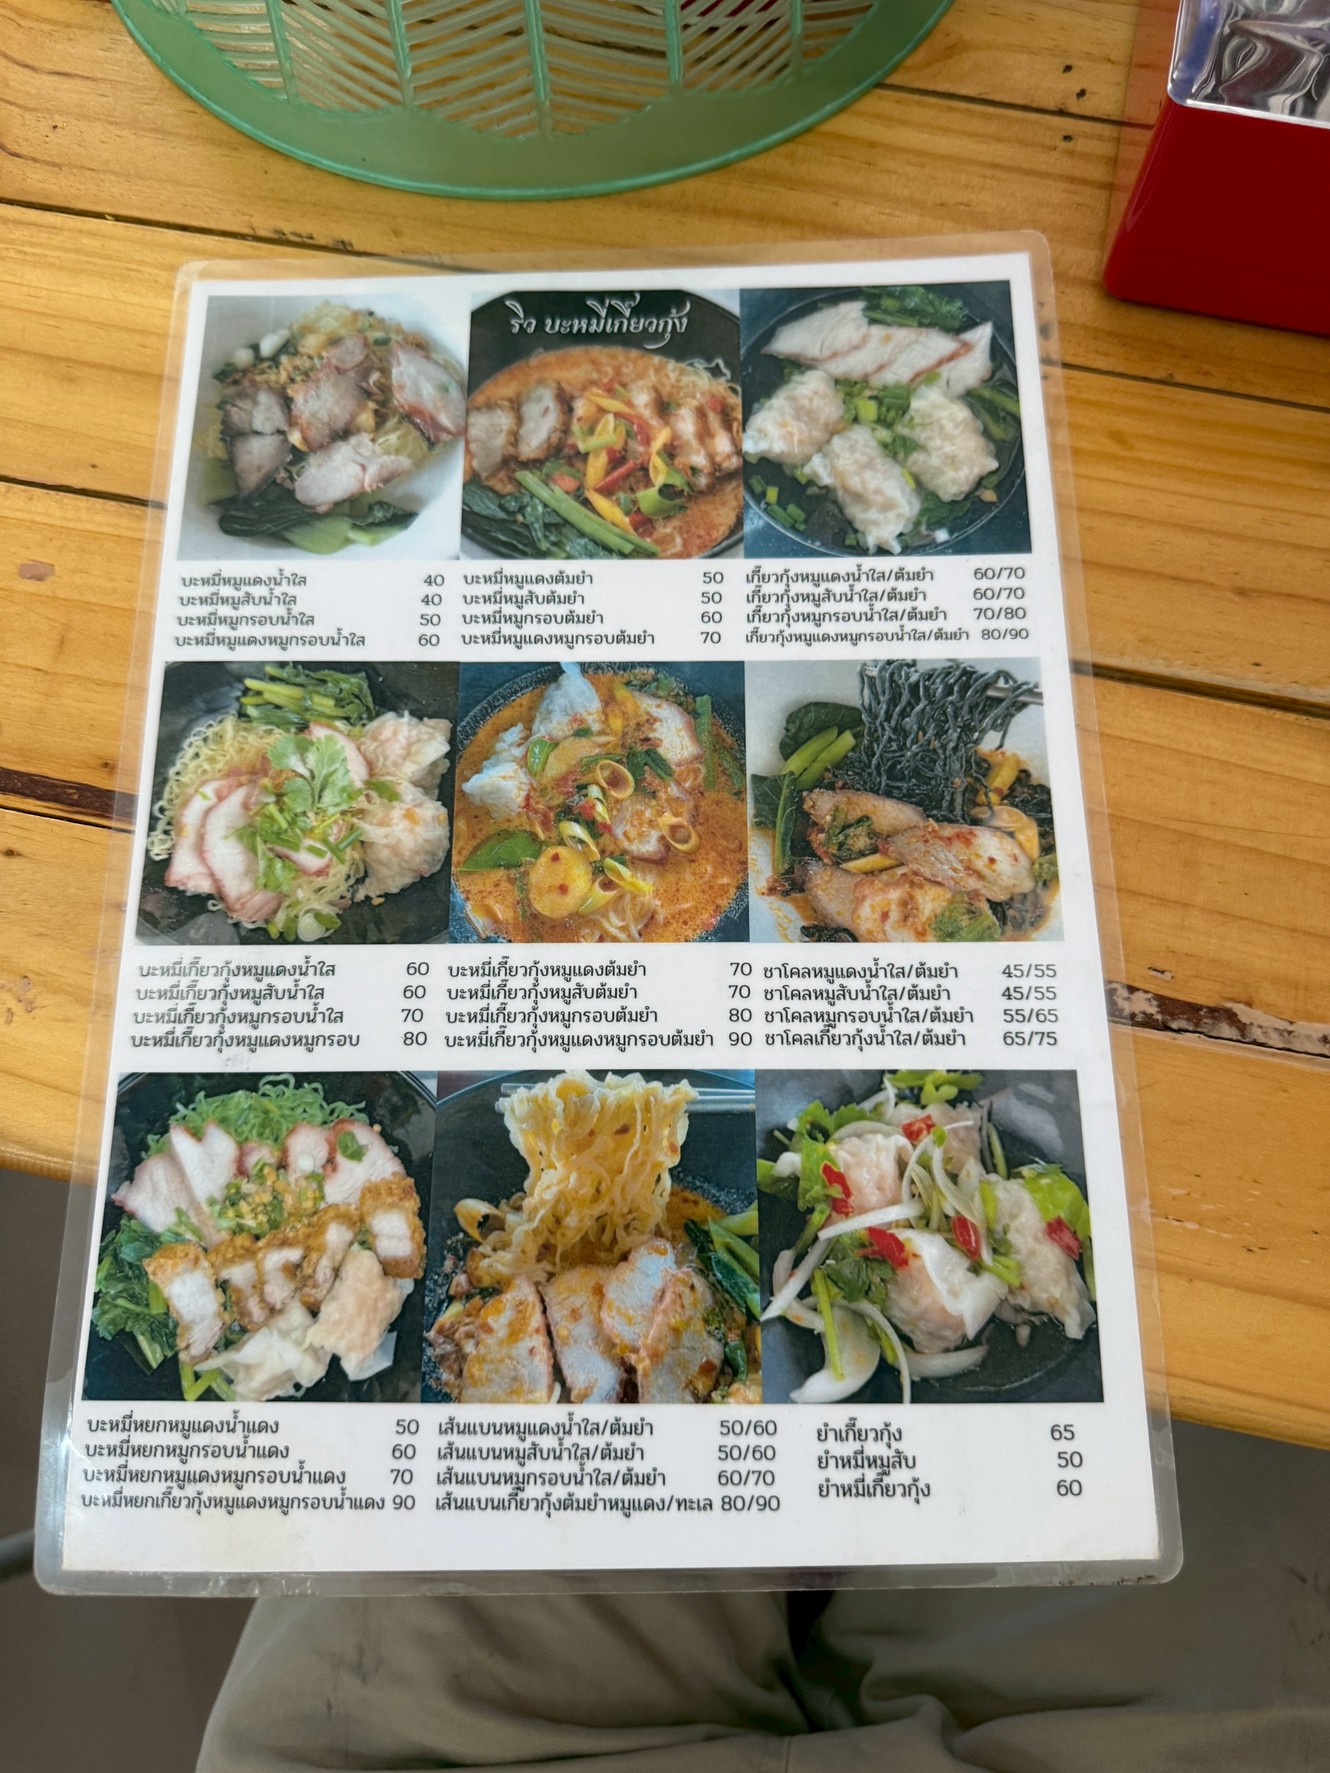 ริว บะหมี่เกี๊ยวกุ้ง
บะหมี่หมูแดงน้ำใส 40
บะหมี่หมูสับน้ำใส 40
บะหมี่หมูกรอบน้ำใส 50
บะหมี่หมูแดงหมูกรอบน้ำใส 60
บะหมี่หมูแดงต้มยำ 50
บะหมี่หมูสับต้มยำ 50
บะหมี่หมูกรอบต้มยำ 60
บะหมี่หมูแดงหมูกรอบต้มยำ 70
เกี๊ยวกุ้งหมูแดงน้ำใส/ต้มยำ 60/70
เกี๊ยวกุ้งหมูสับน้ำใส/ต้มยำ 60/70
เกี๊ยวกุ้งหมูกรอบน้ำใส/ต้มยำ 70/80
เกี๊ยวกุ้งหมูแดงหมูกรอบน้ำใส/ต้มยำ 80/90
บะหมี่เกี๊ยวกุ้งหมูแดงน้ำใส 60
บะหมี่เกี๊ยวกุ้งหมูสับน้ำใส 60
บะหมี่เกี๊ยวกุ้งหมูกรอบน้ำใส 70
บะหมี่เกี๊ยวกุ้งหมูแดงหมูกรอบ 80
บะหมี่เกี๊ยวกุ้งหมูแดงต้มยำ 70
บะหมี่เกี๊ยวกุ้งหมูสับต้มยำ 70
บะหมี่เกี๊ยวกุ้งหมูกรอบต้มยำ 80
บะหมี่เกี๊ยวกุ้งหมูแดงหมูกรอบต้มยำ 90
ชาโคลหมูแดงน้ำใส/ต้มยำ 45/55
ชาโคลหมูสับน้ำใส/ต้มยำ 45/55
ชาโคลหมูกรอบน้ำใส/ต้มยำ 55/65
ชาโคลเกี๊ยวกุ้งน้ำใส/ต้มยำ 65/75
บะหมี่หยกหมูแดงน้ำแดง 50
บะหมี่หยกหมูกรอบน้ำแดง 60
บะหมี่หยกหมูแดงหมูกรอบน้ำแดง 70
บะหมี่หยกเกี๊ยวกุ้งหมูแดงหมูกรอบน้ำแดง 90
เส้นแบนหมูแดงน้ำใส/ต้มยำ 50/60
เส้นแบนหมูสับน้ำใส/ต้มยำ 50/60
เส้นแบนหมูกรอบน้ำใส/ต้มยำ 60/70
เส้นแบนเกี๊ยวกุ้งต้มยำหมูแดง/ทะเล 80/90
ยำเกี๊ยวกุ้ง 65
ยำหมี่หมูสับ 50
ยำหมี่เกี๊ยวกุ้ง 60